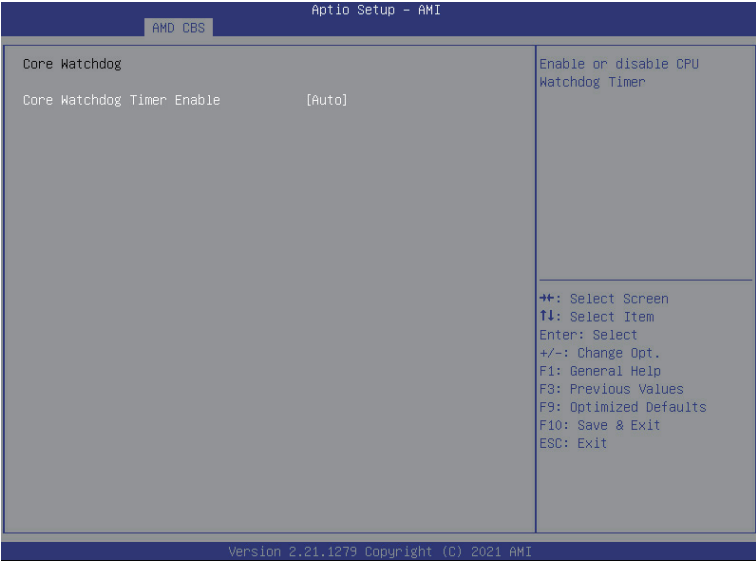 Aptio Setup – AMI
AMD CBS
Core Watchdog
Core Watchdog Timer Enable [Auto]
Enable or disable CPU
Watchdog Timer
→←: Select Screen
↑↓: Select Item
Enter: Select
+/-: Change Opt.
F1: General Help
F3: Previous Values
F9: Optimized Defaults
F10: Save & Exit
ESC: Exit
Version 2.21.1279 Copyright (C) 2021 AMI